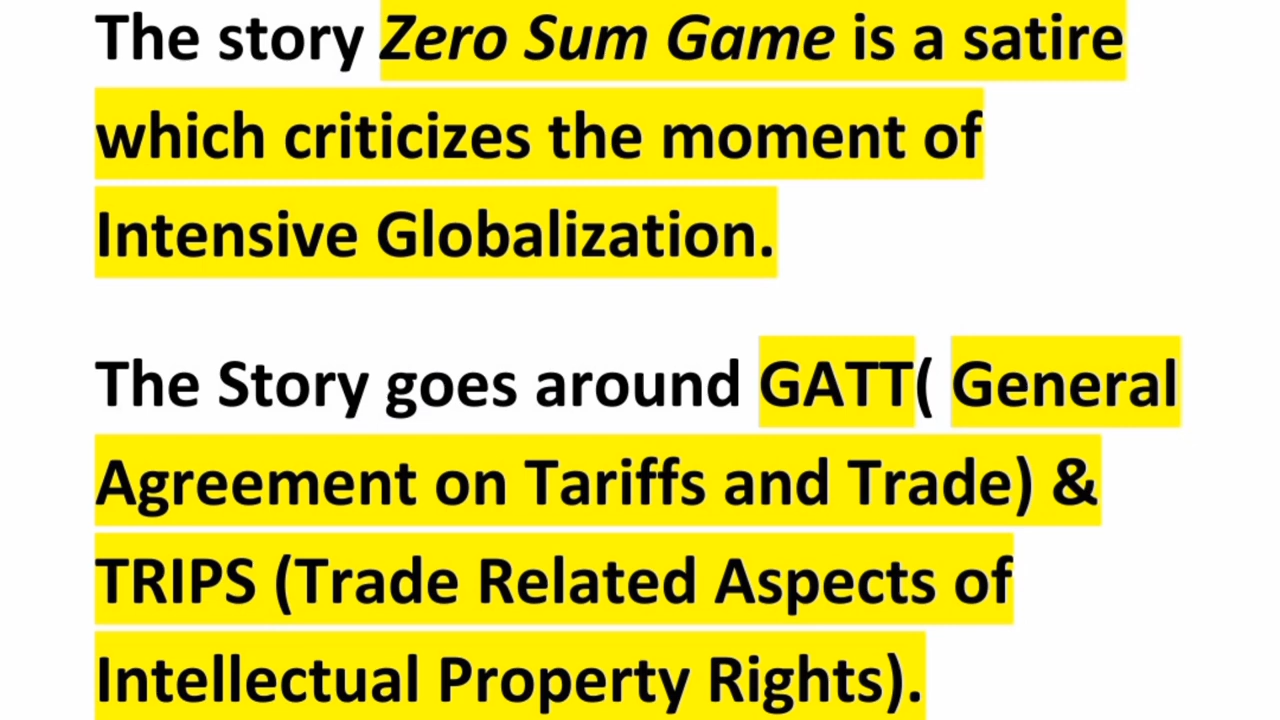 The story Zero Sum Game is a satire
which criticizes the moment of
Intensive Globalization.
The Story goes around GATT( General
Agreement on Tariffs and Trade) &
TRIPS (Trade Related Aspects of
Intellectual Property Rights).